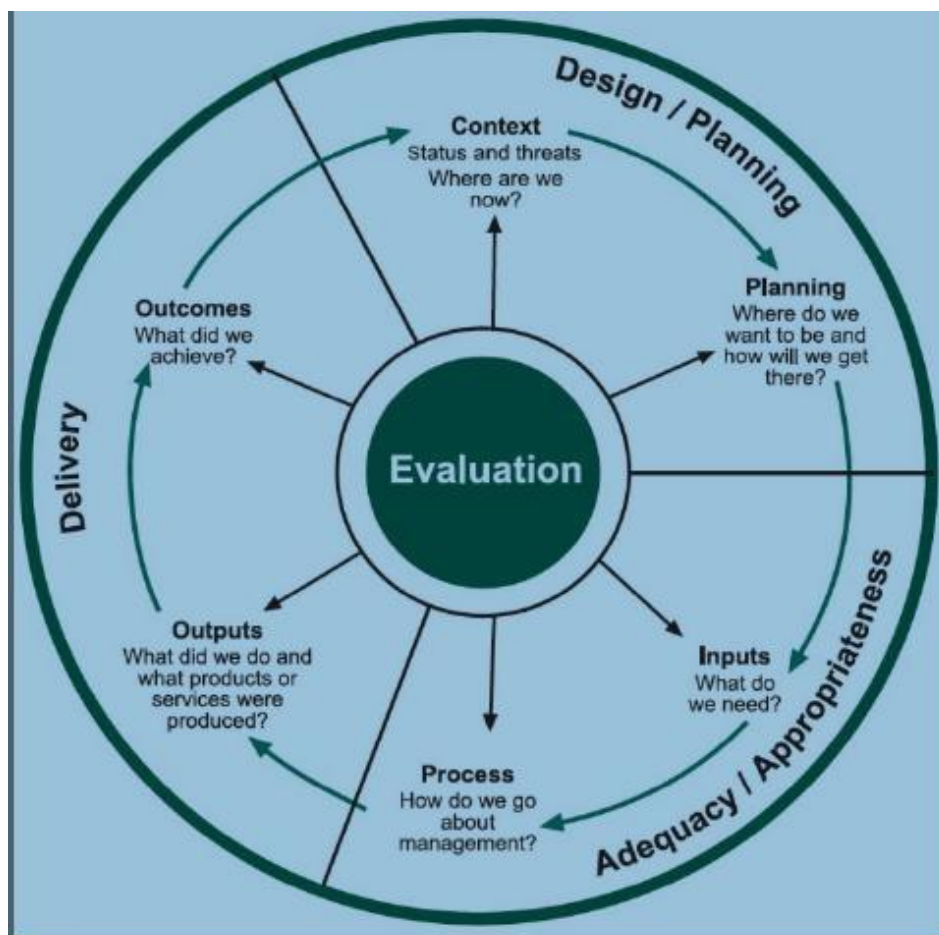 Design / Planning
Context
Status and threats
Where are we
now?
Planning
Where do we
want to be and
how will we get
there?
Outcomes
What did we
achieve?
Delivery
Evaluation
Adequacy / Appropriateness
Inputs
What do
we need?
Outputs
What did we do and
what products or
services were
produced?
Process
How do we go
about
management?